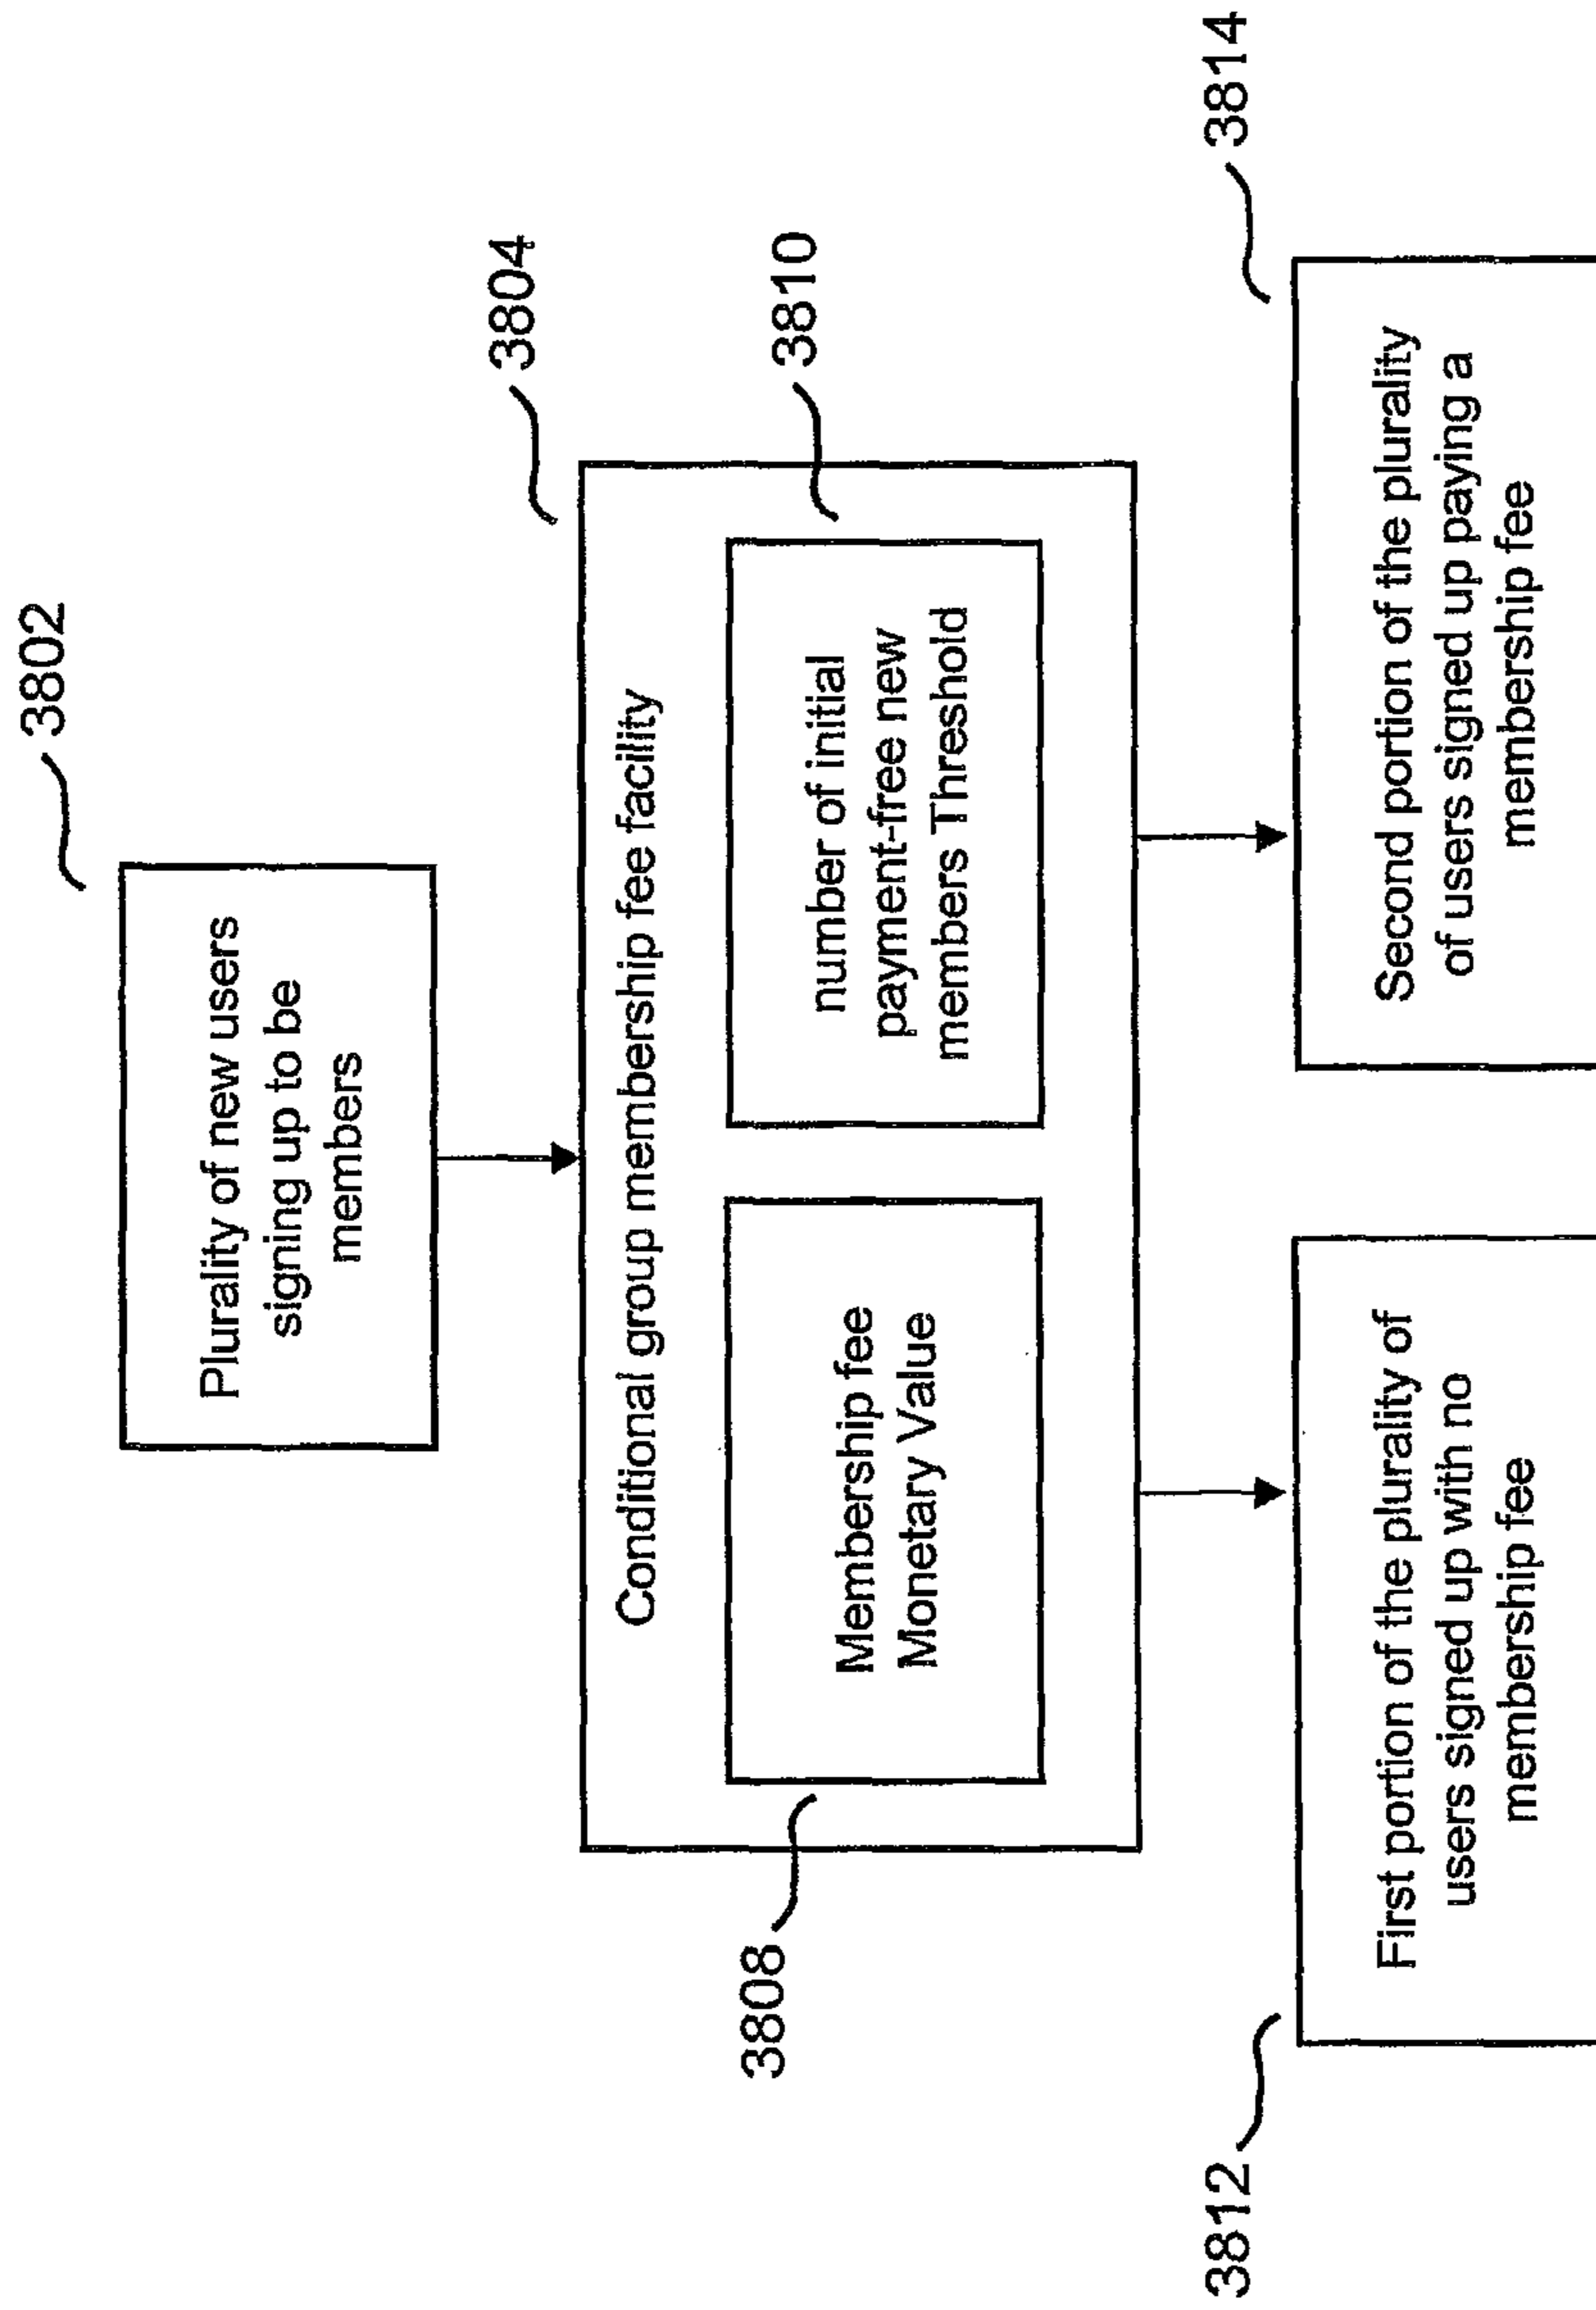 3802
Plurality of new users
signing up to be
members
3804
Conditional group membership fee facility
3808
Membership fee
Monetary Value
3810
number of initial
payment-free new
members Threshold
3812
First portion of the plurality of
users signed up with no
membership fee
3814
Second portion of the plurality
of users signed up paying a
membership fee